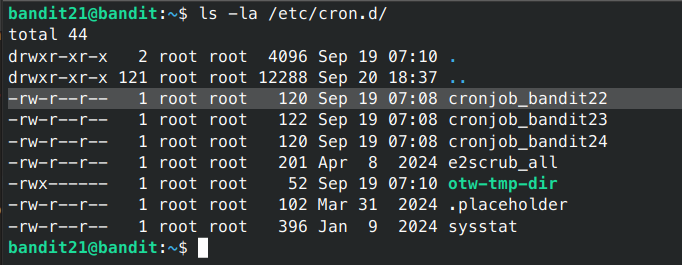 bandit21@bandit:~$ ls -la /etc/cron.d/
total 44
drwxr-xr-x   2 root root  4096 Sep 19 07:10 .
drwxr-xr-x 121 root root 12288 Sep 20 18:37 ..
-rw-r--r--   1 root root   120 Sep 19 07:08 cronjob_bandit22
-rw-r--r--   1 root root   122 Sep 19 07:08 cronjob_bandit23
-rw-r--r--   1 root root   120 Sep 19 07:08 cronjob_bandit24
-rw-r--r--   1 root root   201 Apr  8  2024 e2scrub_all
-rwx------   1 root root    52 Sep 19 07:10 otw-tmp-dir
-rw-r--r--   1 root root   102 Mar 31  2024 .placeholder
-rw-r--r--   1 root root   396 Jan  9  2024 sysstat
bandit21@bandit:~$